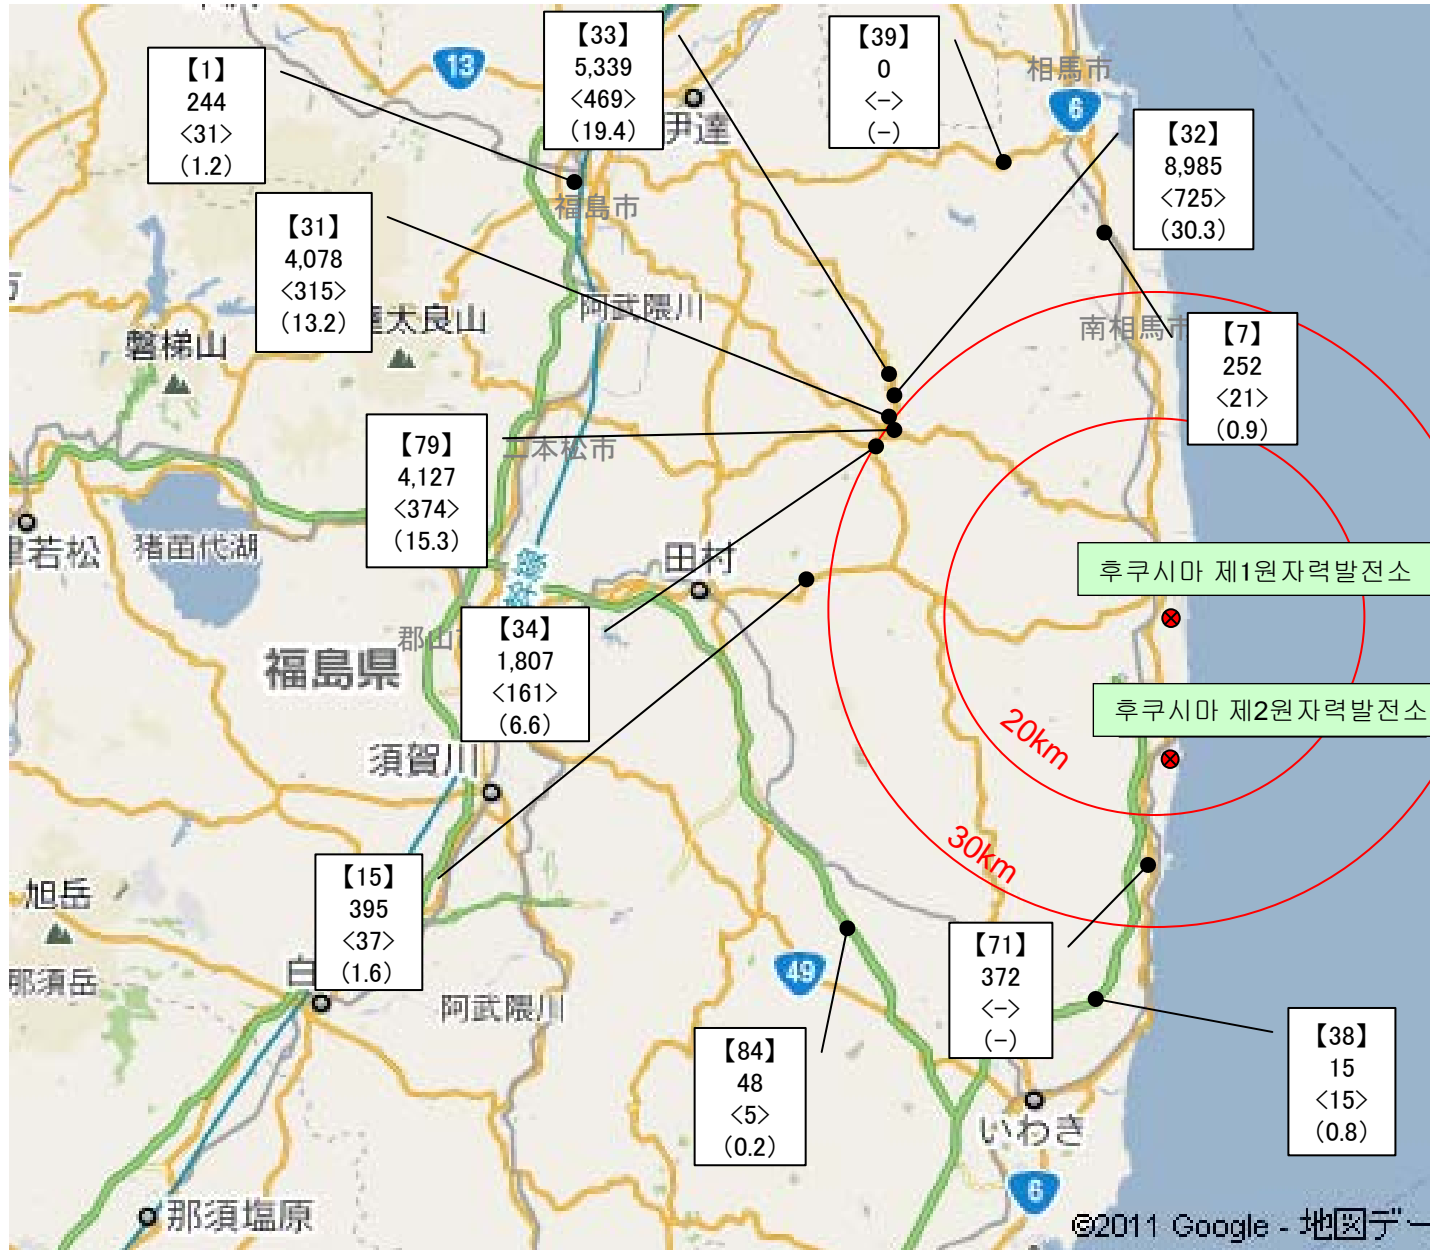 【33】
5,339
<469>
(19.4)
【39】
0
<->
(-)
【1】
244
<31>
(1.2)
13
伊達
相馬市
6
【32】
8,985
<725>
(30.3)
福島市
【31】
4,078
<315>
(13.2)
阿武隈川
太良山
磐梯山
南相馬市
【7】
252
<21>
(0.9)
【79】
4,127
<374>
(15.3)
二本松市
若松
猪苗代湖
田村
후쿠시마 제1원자력발전소
【34】
1,807
<161>
(6.6)
郡山
福島県
후쿠시마 제2원자력발전소
20km
須賀川
30km
【15】
395
<37>
(1.6)
旭岳
那須岳
白
阿武隈川
49
【71】
372
<->
(-)
【84】
48
<5>
(0.2)
【38】
15
<15>
(0.8)
いわき
6
那須塩原
©2011 Google - 地図デー